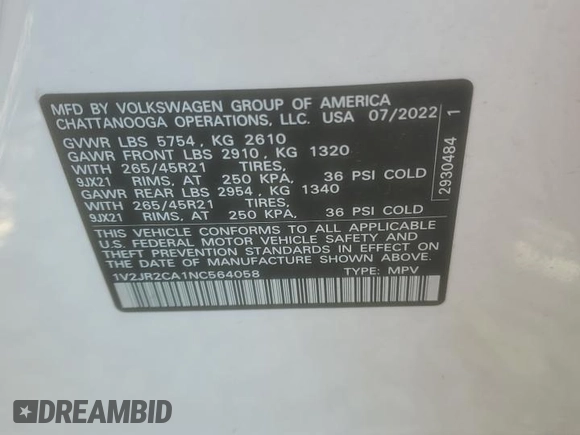 MFD BY VOLKSWAGEN GROUP OF AMERICA
CHATTANOOGA OPERATIONS, LLC. USA 07/2022
GVWR LBS 5754 , KG 2610
GAWR FRONT LBS 2910 , KG 1320
WITH 265/45R21 TIRES,
9JX21 RIMS, AT 250 KPA, 36 PSI COLD
GAWR REAR LBS 2954 , KG 1340
WITH 265/45R21 TIRES,
9JX21 RIMS, AT 250 KPA, 36 PSI COLD
THIS VEHICLE CONFORMS TO ALL APPLICABLE
U.S. FEDERAL MOTOR VEHICLE SAFETY AND
THEFT PREVENTION STANDARDS IN EFFECT ON
THE DATE OF MANUFACTURE SHOWN ABOVE.
1V2JR2CA1NC564058 TYPE: MPV
2930484 1
DREAMBID